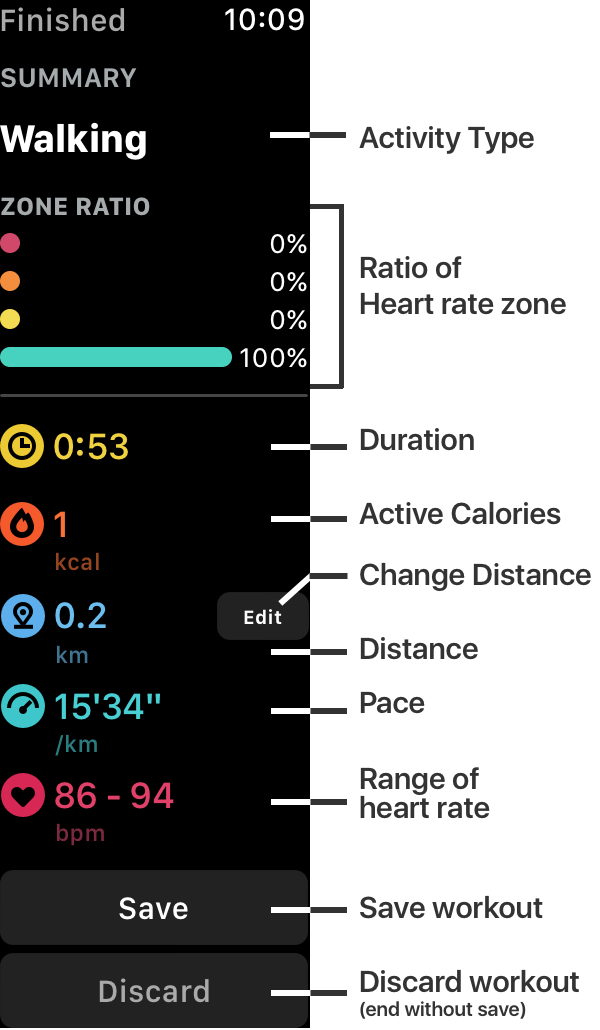 Finished 10:09
SUMMARY
Walking
Activity Type
ZONE RATIO
0%
0%
0%
100%
Ratio of
Heart rate zone
0:53
Duration
1
kcal
Active Calories
Change Distance
0.2
km
Edit
Distance
15'34"
/km
Pace
86 - 94
bpm
Range of
heart rate
Save
Save workout
Discard
Discard workout
(end without save)